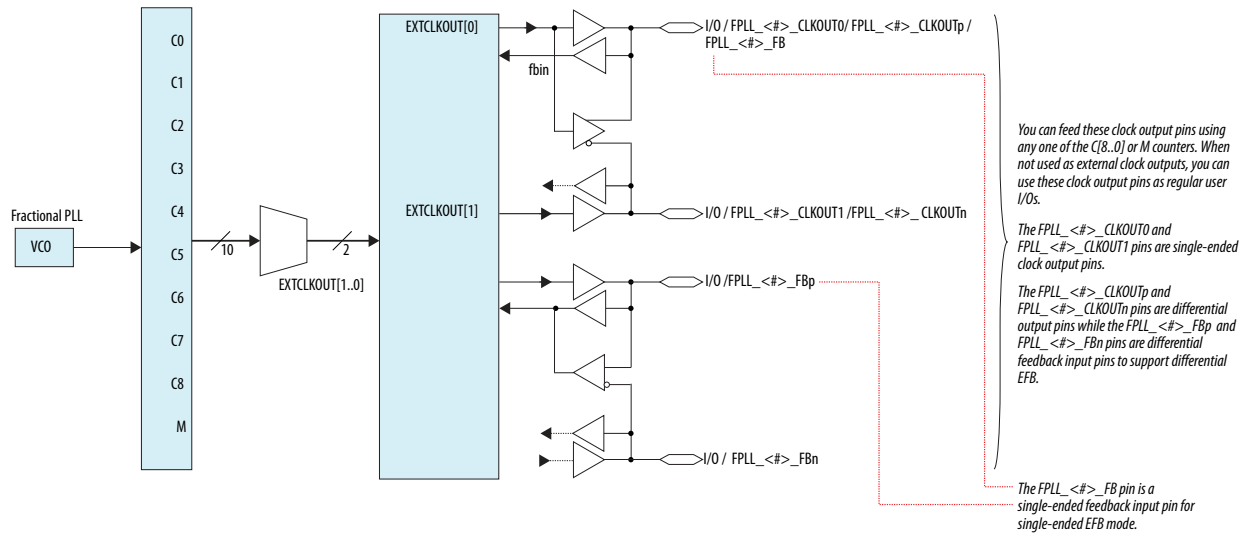 Fractional PLL
VCO
C0
C1
C2
C3
C4
C5
C6
C7
C8
M
10
EXTCLKOUT[1..0]
2
EXTCLKOUT[0]
fbin
EXTCLKOUT[1]
I/O / FPLL_<#>_CLKOUT0/ FPLL_<#>_CLKOUTp /
FPLL_<#>_FB
I/O / FPLL_<#>_CLKOUT1 /FPLL_<#>_ CLKOUTn
I/O /FPLL_<#>_FBp
I/O / FPLL_<#>_FBn
You can feed these clock output pins using
any one of the C[8..0] or M counters. When
not used as external clock outputs, you can
use these clock output pins as regular user
I/Os.
The FPLL_<#>_CLKOUT0 and
FPLL_<#>_CLKOUT1 pins are single-ended
clock output pins.
The FPLL_<#>_CLKOUTp and
FPLL_<#>_CLKOUTn pins are differential
output pins while the FPLL_<#>_FBp and
FPLL_<#>_FBn pins are differential
feedback input pins to support differential
EFB.
The FPLL_<#>_FB pin is a
single-ended feedback input pin for
single-ended EFB mode.